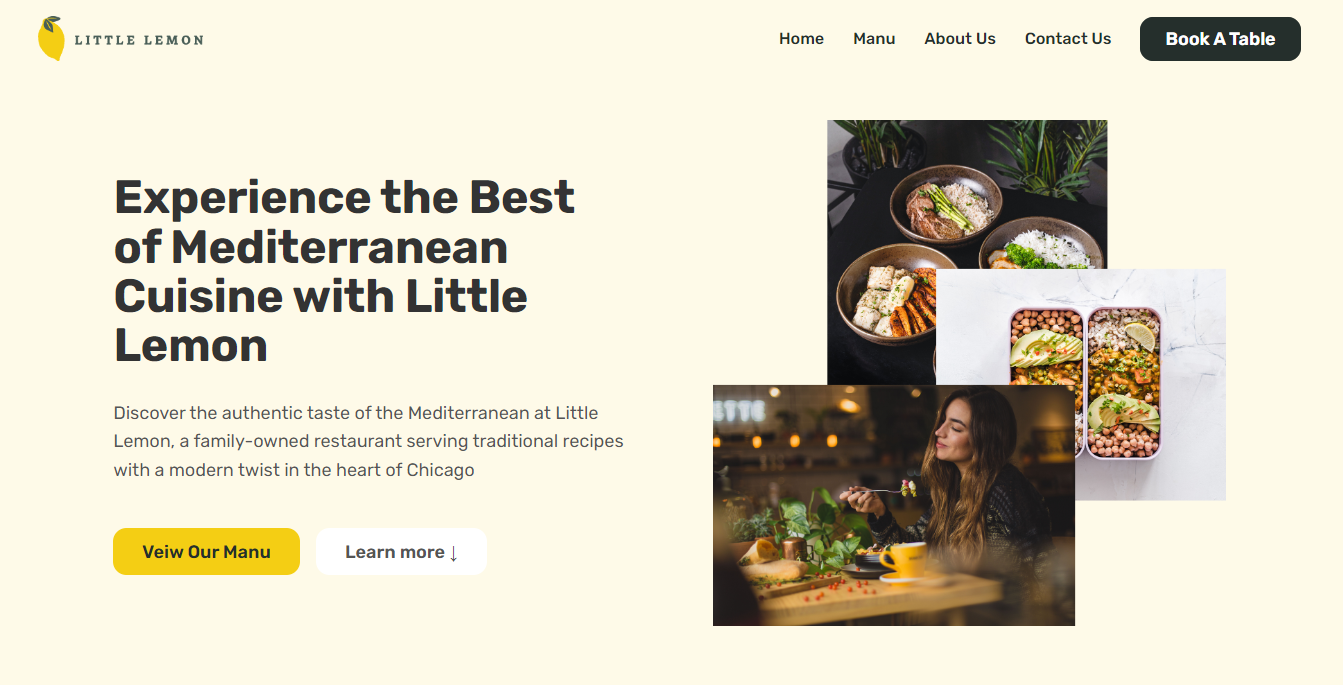 LITTLE LEMON
Home Manu About Us Contact Us Book A Table
Experience the Best
of Mediterranean
Cuisine with Little
Lemon
Discover the authentic taste of the Mediterranean at Little
Lemon, a family-owned restaurant serving traditional recipes
with a modern twist in the heart of Chicago
Veiw Our Manu
Learn more ↓